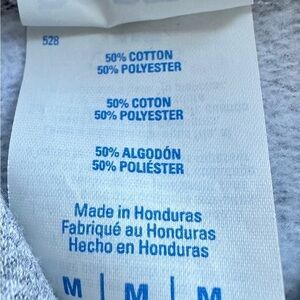 528
50% COTTON
50% POLYESTER
50% COTON
50% POLYESTER
50% ALGODÓN
50% POLIÉSTER
Made in Honduras
Fabriqué au Honduras
Hecho en Honduras
M | M | M